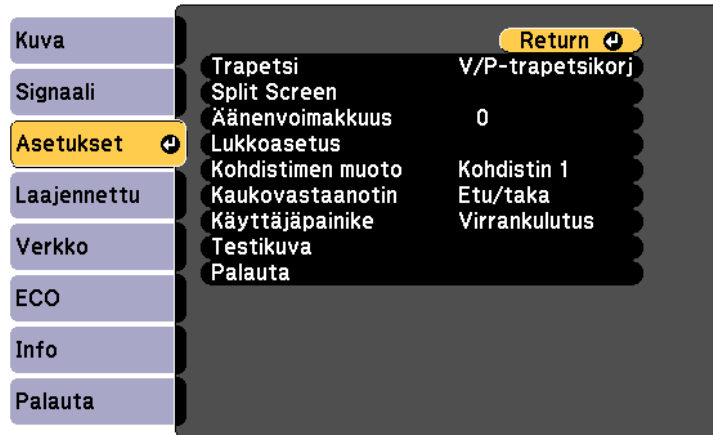 Kuva
Signaali
Asetukset
Laajennettu
Verkko
ECO
Info
Palauta
Return
Trapetsi V/P-trapetsikorj
Split Screen
Äänenvoimakkuus 0
Lukkoasetus
Kohdistimen muoto Kohdistin 1
Kaukovastaanotin Etu/taka
Käyttäjäpainike Virrankulutus
Testikuva
Palauta